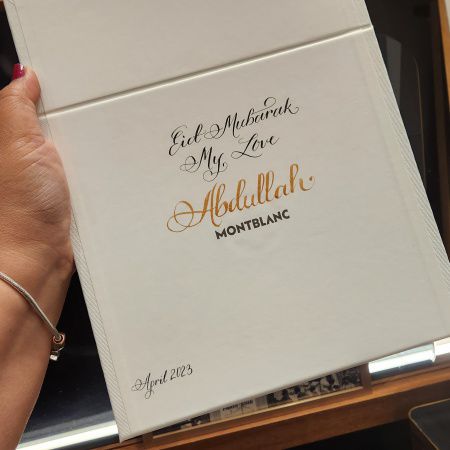 Eid Mubarak
My Love
Abdullah
MONTBLANC
April 2023